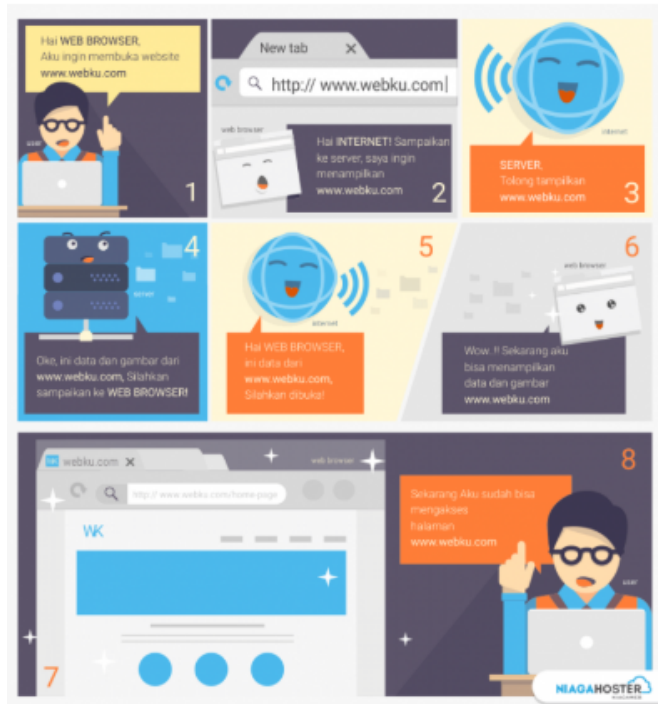 Hai WEB BROWSER,
Aku ingin membuka website
www.webku.com
user
1
New tab X
http:// www.webku.com
web browser
Hai INTERNET! Sampaikan
ke server, saya ingin
menampilkan
www.webku.com
2
internet
SERVER,
Tolong tampilkan
www.webku.com
3
4
server
Oke, ini data dan gambar dari
www.webku.com, Silahkan
sampaikan ke WEB BROWSER!
5
internet
Hai WEB BROWSER,
ini data dari
www.webku.com,
Silahkan dibuka!
6
web browser
Wow..!! Sekarang aku
bisa menampilkan
data dan gambar
www.webku.com
webku.com X
web browser
http:// www.webku.com/home-page
WK
7
8
Sekarang Aku sudah bisa
mengakses
halaman
www.webku.com
user
NIAGAHOSTER